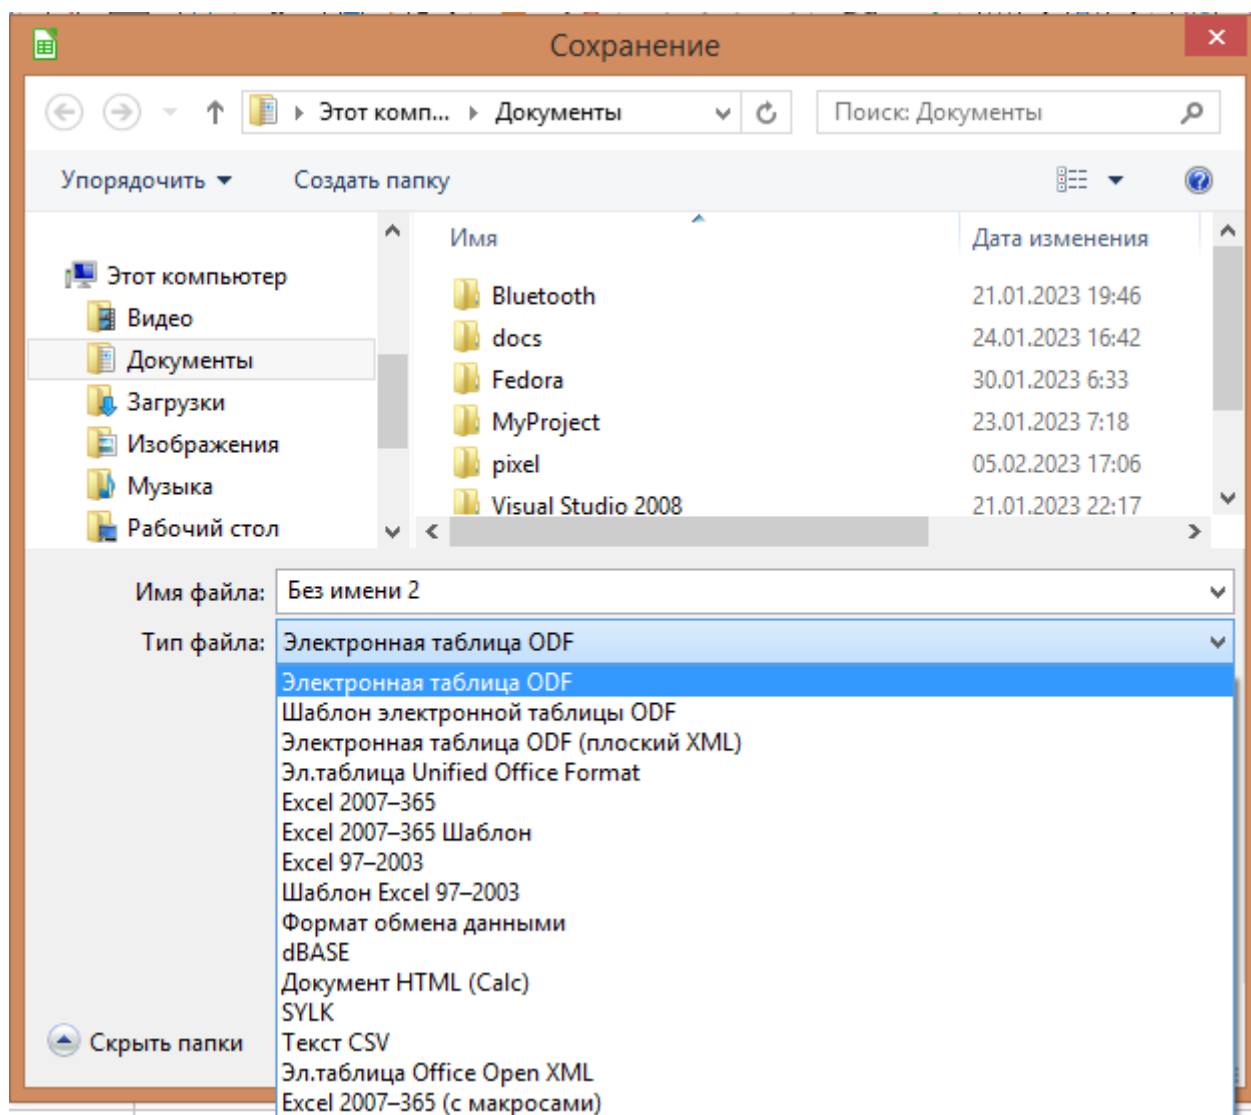 Сохранение
Этот комп... Документы
Поиск: Документы
Упорядочить Создать папку
Имя Дата изменения
Этот компьютер
Видео
Документы
Загрузки
Изображения
Музыка
Рабочий стол
Bluetooth 21.01.2023 19:46
docs 24.01.2023 16:42
Fedora 30.01.2023 6:33
MyProject 23.01.2023 7:18
pixel 05.02.2023 17:06
Visual Studio 2008 21.01.2023 22:17
Имя файла: Без имени 2
Тип файла: Электронная таблица ODF
Электронная таблица ODF
Шаблон электронной таблицы ODF
Электронная таблица ODF (плоский XML)
Эл.таблица Unified Office Format
Excel 2007–365
Excel 2007–365 Шаблон
Excel 97–2003
Шаблон Excel 97–2003
Формат обмена данными
dBASE
Документ HTML (Calc)
SYLK
Текст CSV
Эл.таблица Office Open XML
Excel 2007–365 (с макросами)
Скрыть папки